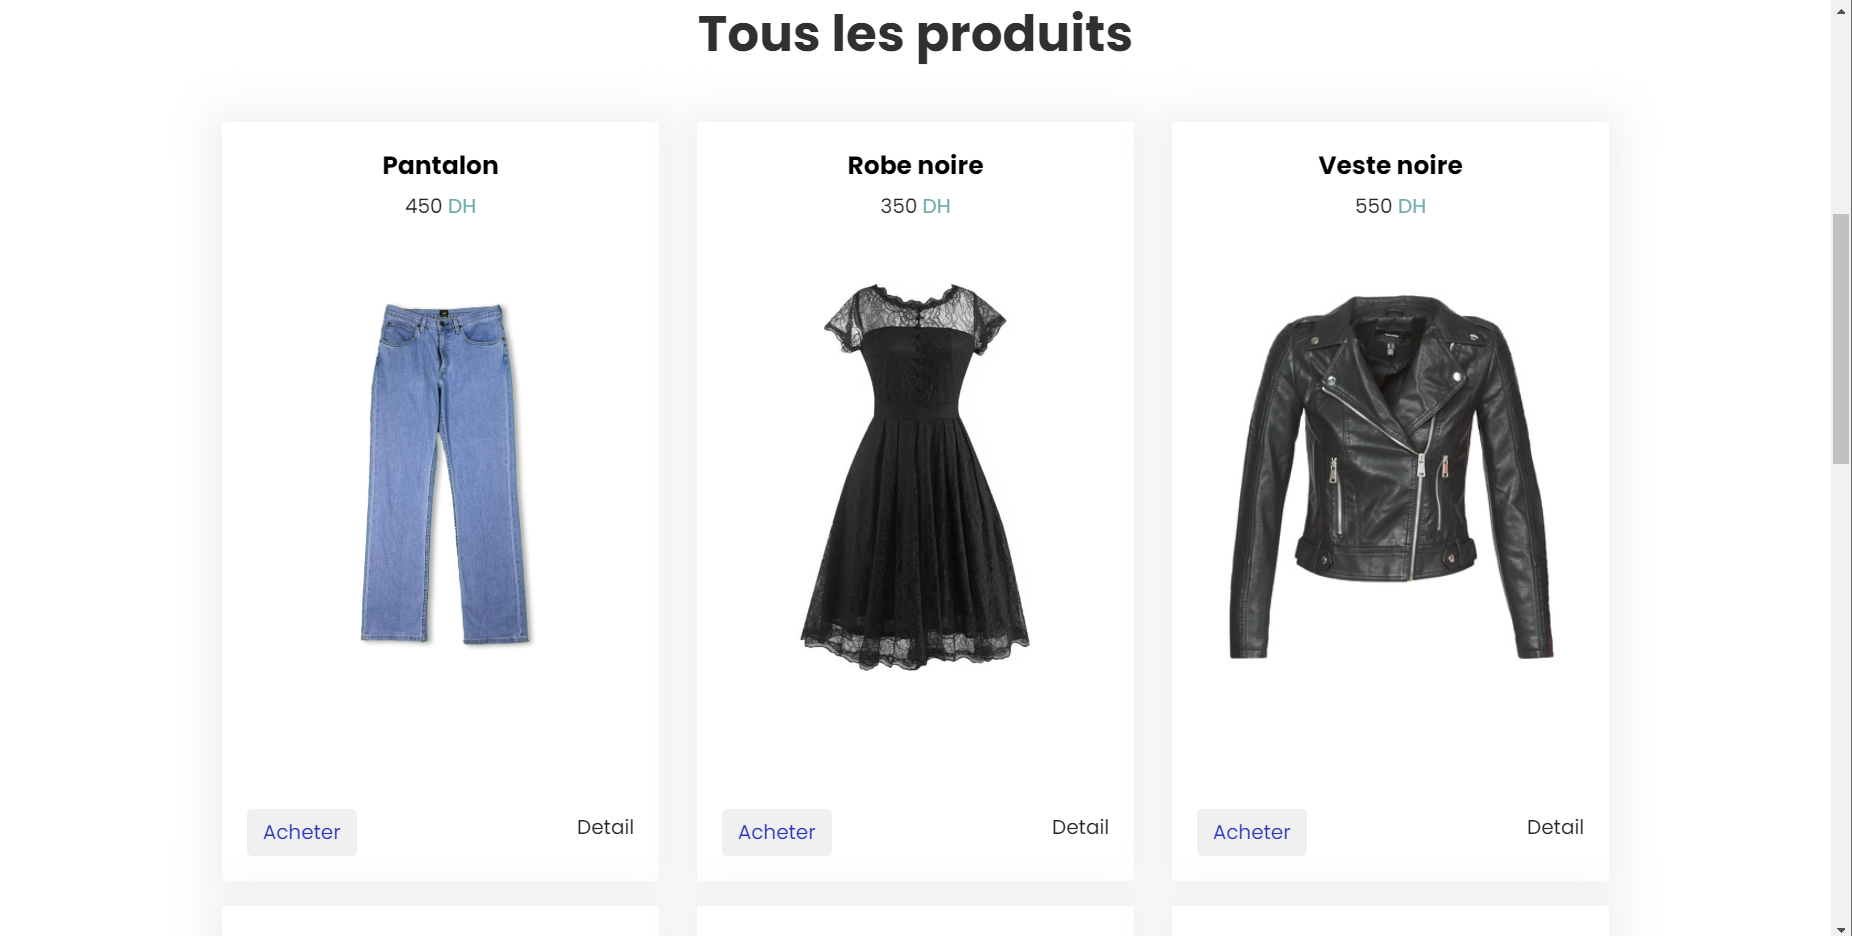 Tous les produits
Pantalon
450 DH
Robe noire
350 DH
Veste noire
550 DH
Acheter
Detail
Acheter
Detail
Acheter
Detail